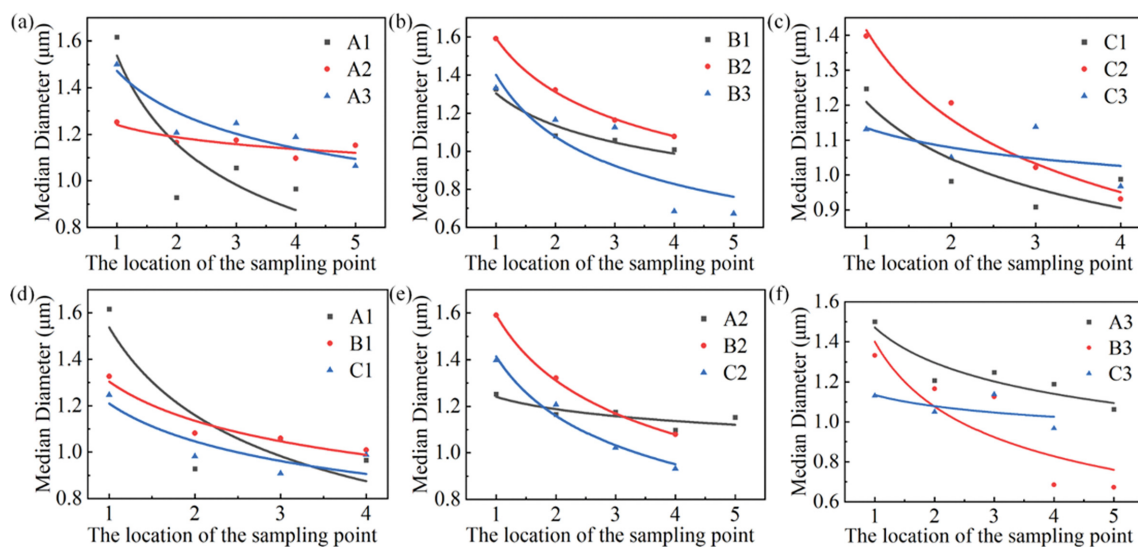 (a)
Median Diameter (μm)
1.6
1.4
1.2
1.0
0.8
A1
A2
A3
1 2 3 4 5
The location of the sampling point
(b)
Median Diameter (μm)
1.6
1.4
1.2
1.0
0.8
0.6
B1
B2
B3
1 2 3 4 5
The location of the sampling point
(c)
Median Diameter (μm)
1.4
1.3
1.2
1.1
1.0
0.9
C1
C2
C3
1 2 3 4
The location of the sampling point
(d)
Median Diameter (μm)
1.6
1.4
1.2
1.0
0.8
A1
B1
C1
1 2 3 4
The location of the sampling point
(e)
Median Diameter (μm)
1.8
1.6
1.4
1.2
1.0
0.8
A2
B2
C2
1 2 3 4 5
The location of the sampling point
(f)
Median Diameter (μm)
1.6
1.4
1.2
1.0
0.8
0.6
A3
B3
C3
1 2 3 4 5
The location of the sampling point